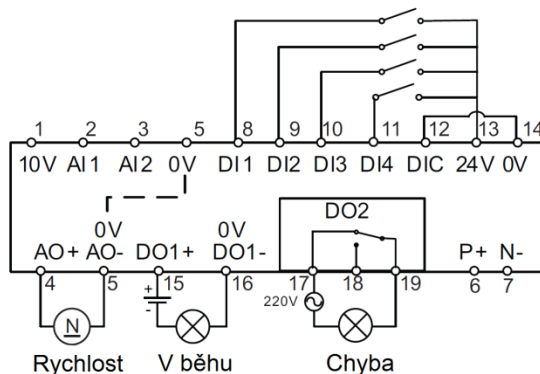 1 2 3 5 8 9 10 11 12 13 14
10V AI1 AI2 0V DI1 DI2 DI3 DI4 DIC 24V 0V
0V 0V DO2
AO+ AO- DO1+ DO1- P+ N-
4 5 15 16 17 18 19 6 7
+
-
220V
N
Rychlost V běhu Chyba